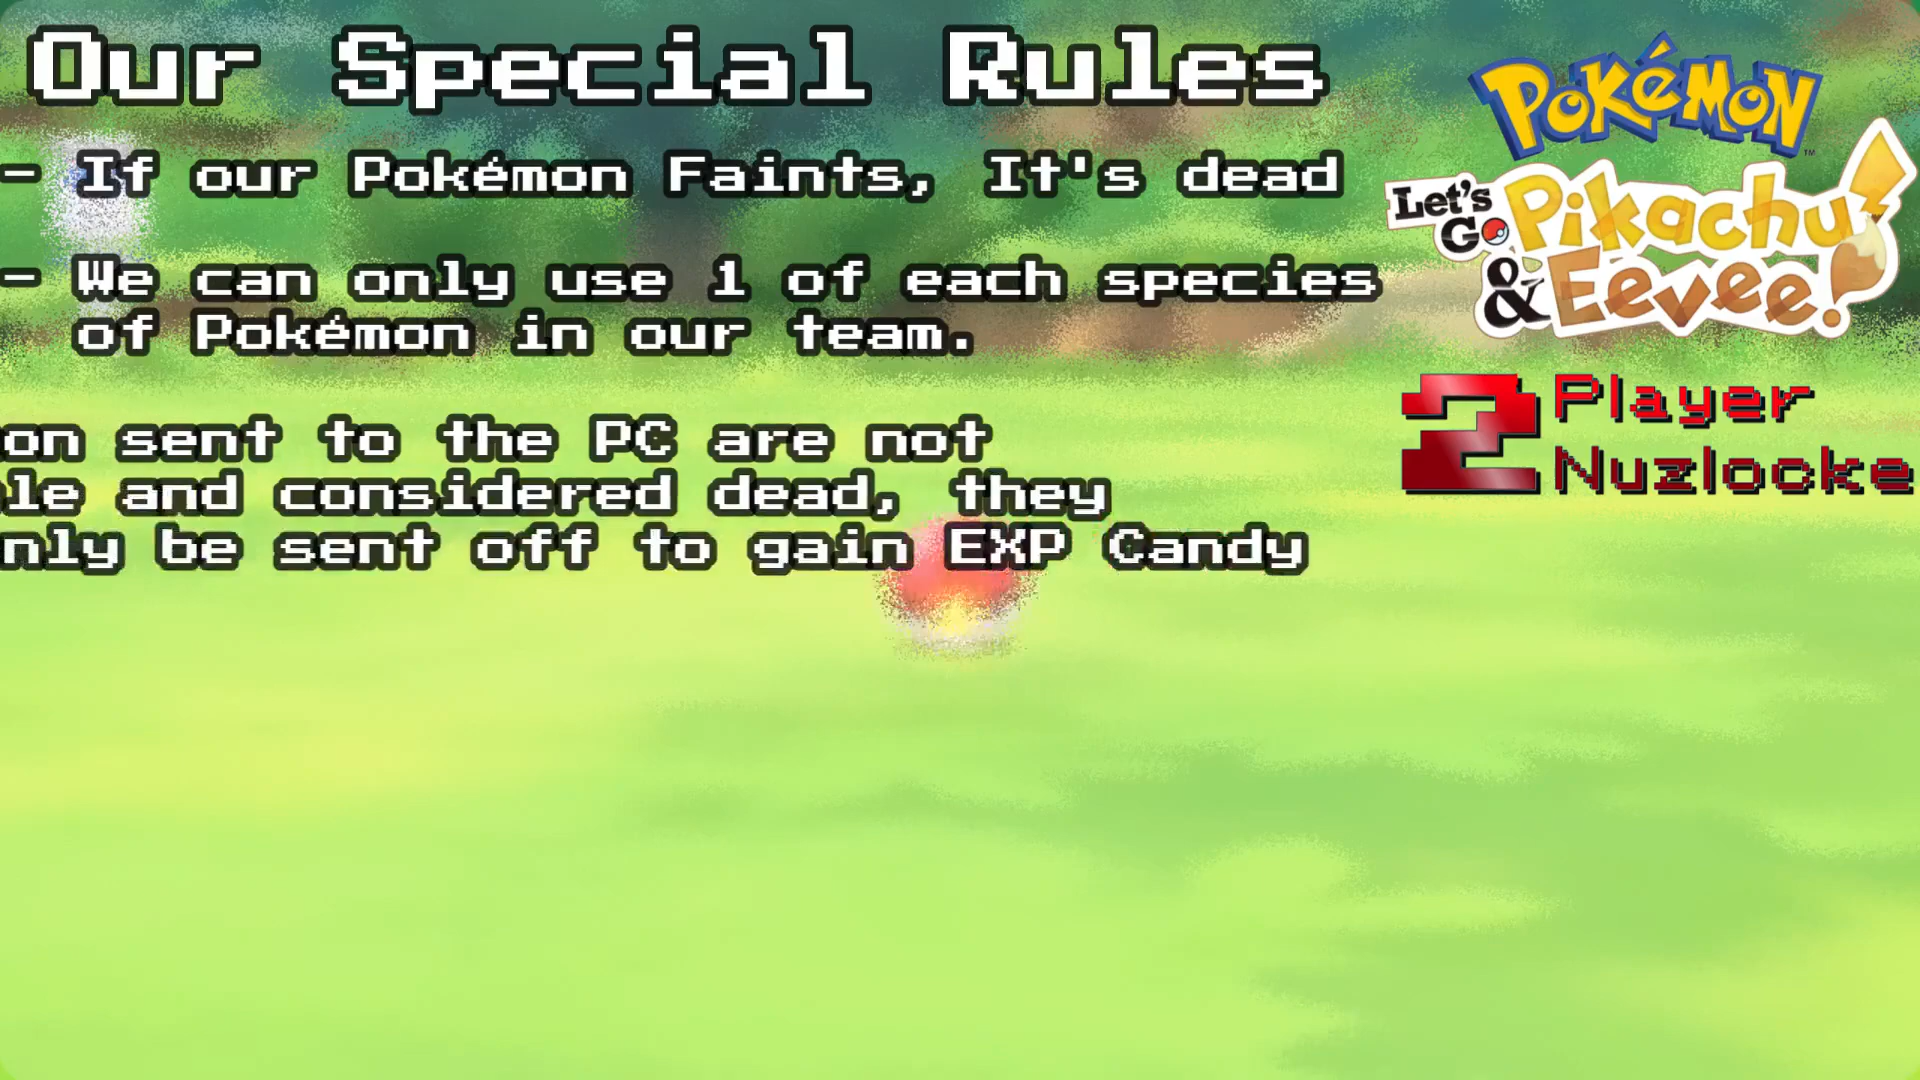 Our Special Rules
- If our Pokémon Faints, It's dead
- We can only use 1 of each species
of Pokémon in our team.
on sent to the PC are not
le and considered dead, they
nly be sent off to gain EXP Candy
POKéMON
TM
Let's
Go
Pikachu!
& Eevee!
2 Player
Nuzlocke